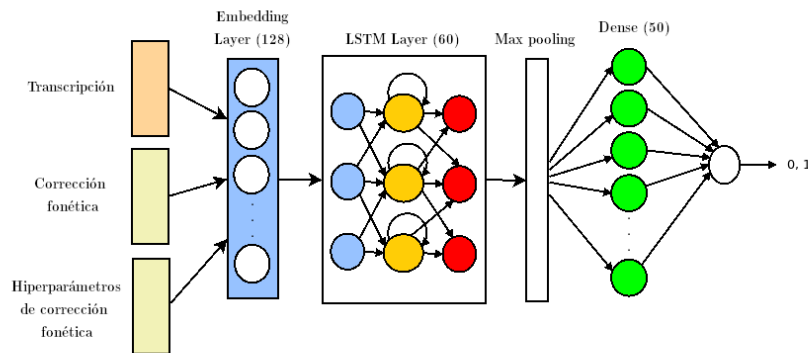 Embedding
Layer (128)
LSTM Layer (60)
Max pooling
Dense (50)
Transcripción
Corrección
fonética
Hiperparámetros
de corrección
fonética
0, 1